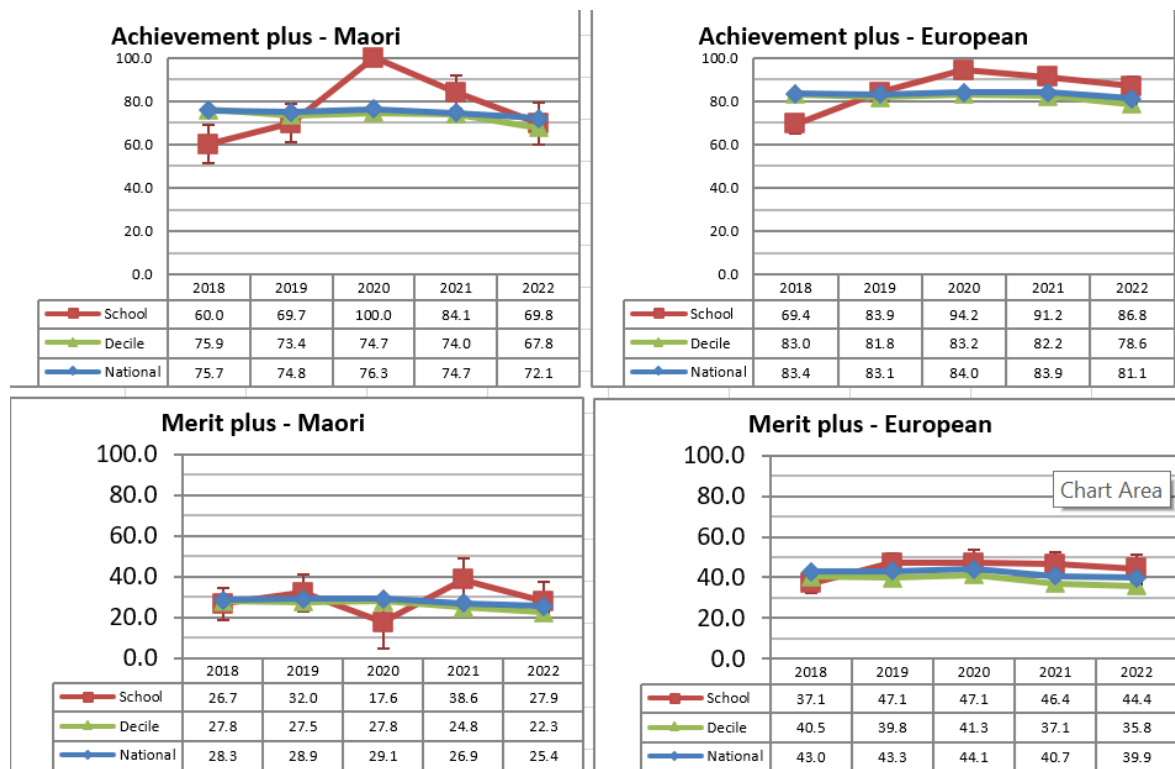 Achievement plus - Maori
100.0
80.0
60.0
40.0
20.0
0.0
2018 2019 2020 2021 2022
School 60.0 69.7 100.0 84.1 69.8
Decile 75.9 73.4 74.7 74.0 67.8
National 75.7 74.8 76.3 74.7 72.1
Achievement plus - European
100.0
80.0
60.0
40.0
20.0
0.0
2018 2019 2020 2021 2022
School 69.4 83.9 94.2 91.2 86.8
Decile 83.0 81.8 83.2 82.2 78.6
National 83.4 83.1 84.0 83.9 81.1
Merit plus - Maori
100.0
80.0
60.0
40.0
20.0
0.0
2018 2019 2020 2021 2022
School 26.7 32.0 17.6 38.6 27.9
Decile 27.8 27.5 27.8 24.8 22.3
National 28.3 28.9 29.1 26.9 25.4
Merit plus - European
100.0
Chart Area
80.0
60.0
40.0
20.0
0.0
2018 2019 2020 2021 2022
School 37.1 47.1 47.1 46.4 44.4
Decile 40.5 39.8 41.3 37.1 35.8
National 43.0 43.3 44.1 40.7 39.9